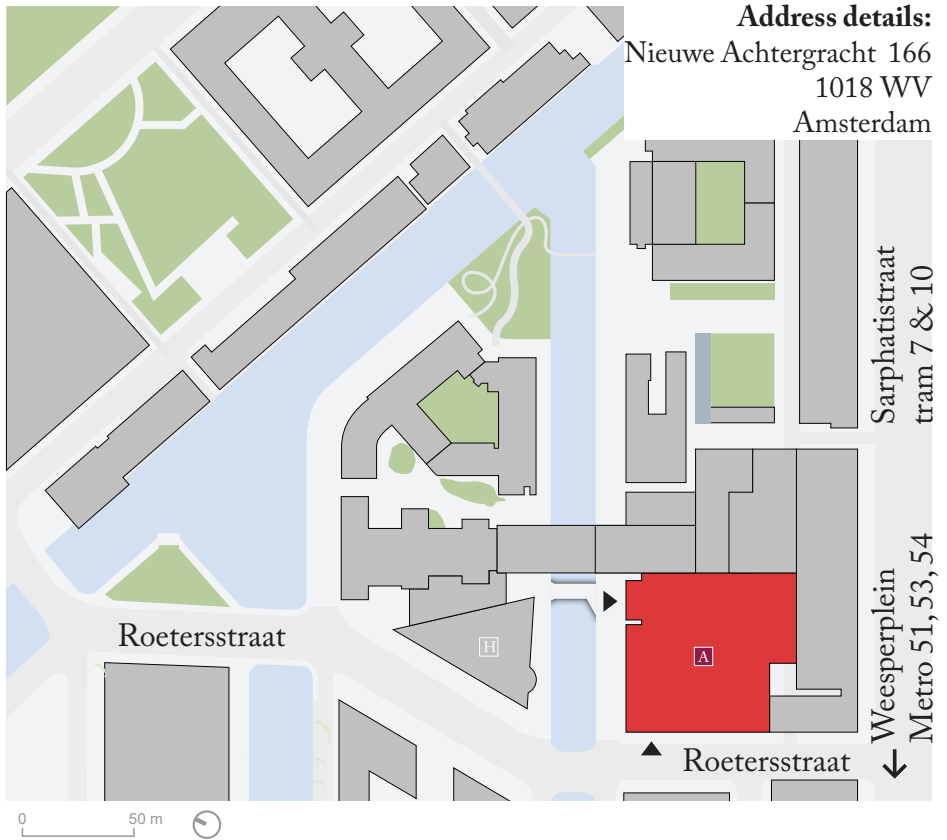 Address details:
Nieuwe Achtergracht 166
1018 WV
Amsterdam
Sarphatistraat
tram 7 & 10
Weesperplein
Metro 51, 53, 54
Roetersstraat
H
A
Roetersstraat
0
50 m